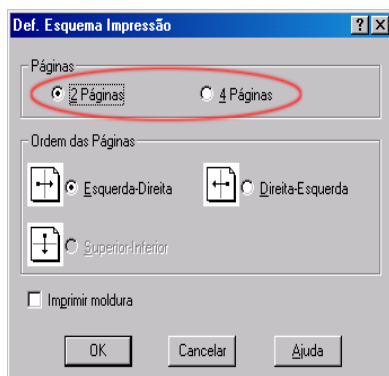 Def. Esquema Impressão
Páginas
2 Páginas
4 Páginas
Ordem das Páginas
Esquerda-Direita
Direita-Esquerda
Superior-Inferior
Imprimir moldura
OK
Cancelar
Ajuda